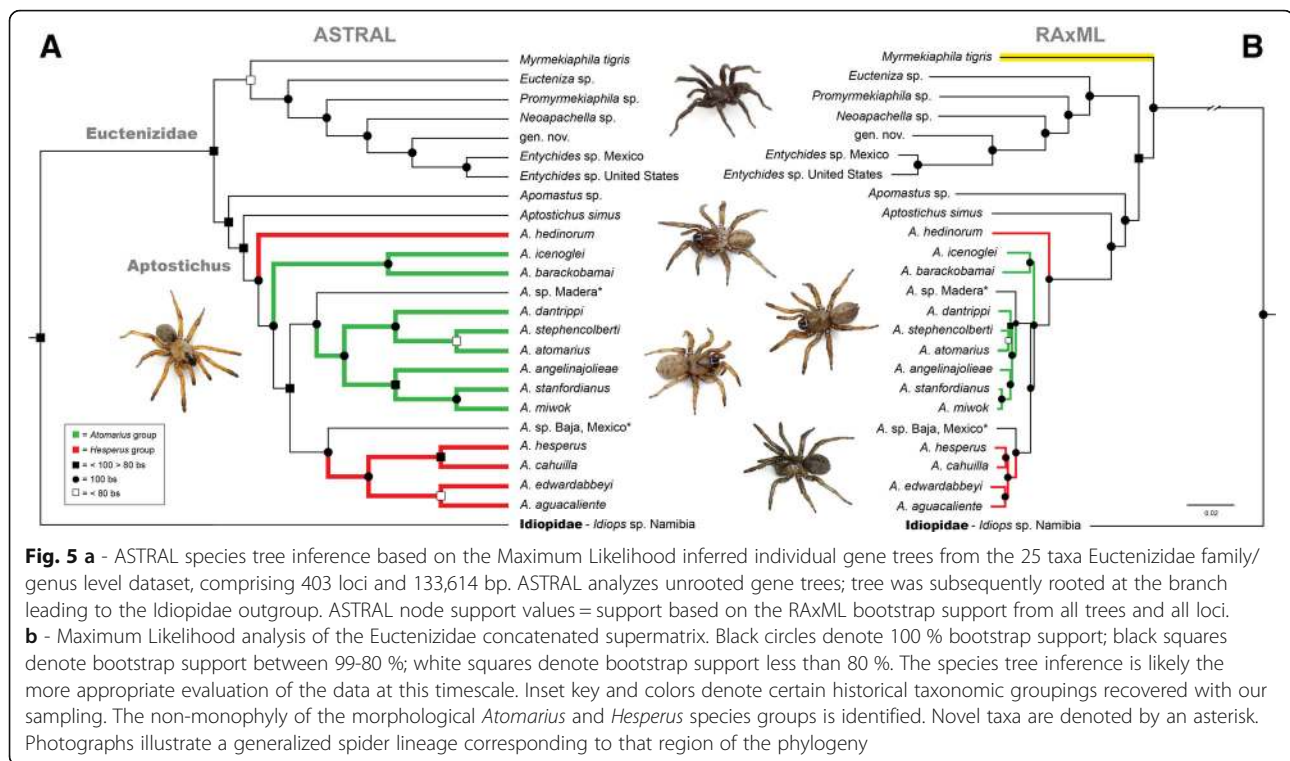 A
ASTRAL
RAxML
B
Myrmekiaphila tigris
Eucteniza sp.
Promyrmekiaphila sp.
Neoapachella sp.
gen. nov.
Entychides sp. Mexico
Entychides sp. United States
Apomastus sp.
Aptostichus simus
A. hedinorum
A. icenoglei
A. barackobamai
A. sp. Madera*
A. dantrippi
A. stephencolberti
A. atomarius
A. angelinajolieae
A. stanfordianus
A. miwok
A. sp. Baja, Mexico*
A. hesperus
A. cahuilla
A. edwardabbeyi
A. aguacaliente
Idiopidae - Idiops sp. Namibia
Euctenizidae
Aptostichus
= Atomarius group
= Hesperus group
= < 100 > 80 bs
= 100 bs
= < 80 bs
Myrmekiaphila tigris
Eucteniza sp.
Promyrmekiaphila sp.
Neoapachella sp.
gen. nov.
Entychides sp. Mexico
Entychides sp. United States
Apomastus sp.
Aptostichus simus
A. hedinorum
A. icenoglei
A. barackobamai
A. sp. Madera*
A. dantrippi
A. stephencolberti
A. atomarius
A. angelinajolieae
A. stanfordianus
A. miwok
A. sp. Baja, Mexico*
A. hesperus
A. cahuilla
A. edwardabbeyi
A. aguacaliente
Idiopidae - Idiops sp. Namibia
0.02
Fig. 5 a - ASTRAL species tree inference based on the Maximum Likelihood inferred individual gene trees from the 25 taxa Euctenizidae family/
genus level dataset, comprising 403 loci and 133,614 bp. ASTRAL analyzes unrooted gene trees; tree was subsequently rooted at the branch
leading to the Idiopidae outgroup. ASTRAL node support values = support based on the RAxML bootstrap support from all trees and all loci.
b - Maximum Likelihood analysis of the Euctenizidae concatenated supermatrix. Black circles denote 100 % bootstrap support; black squares
denote bootstrap support between 99-80 %; white squares denote bootstrap support less than 80 %. The species tree inference is likely the
more appropriate evaluation of the data at this timescale. Inset key and colors denote certain historical taxonomic groupings recovered with our
sampling. The non-monophyly of the morphological Atomarius and Hesperus species groups is identified. Novel taxa are denoted by an asterisk.
Photographs illustrate a generalized spider lineage corresponding to that region of the phylogeny